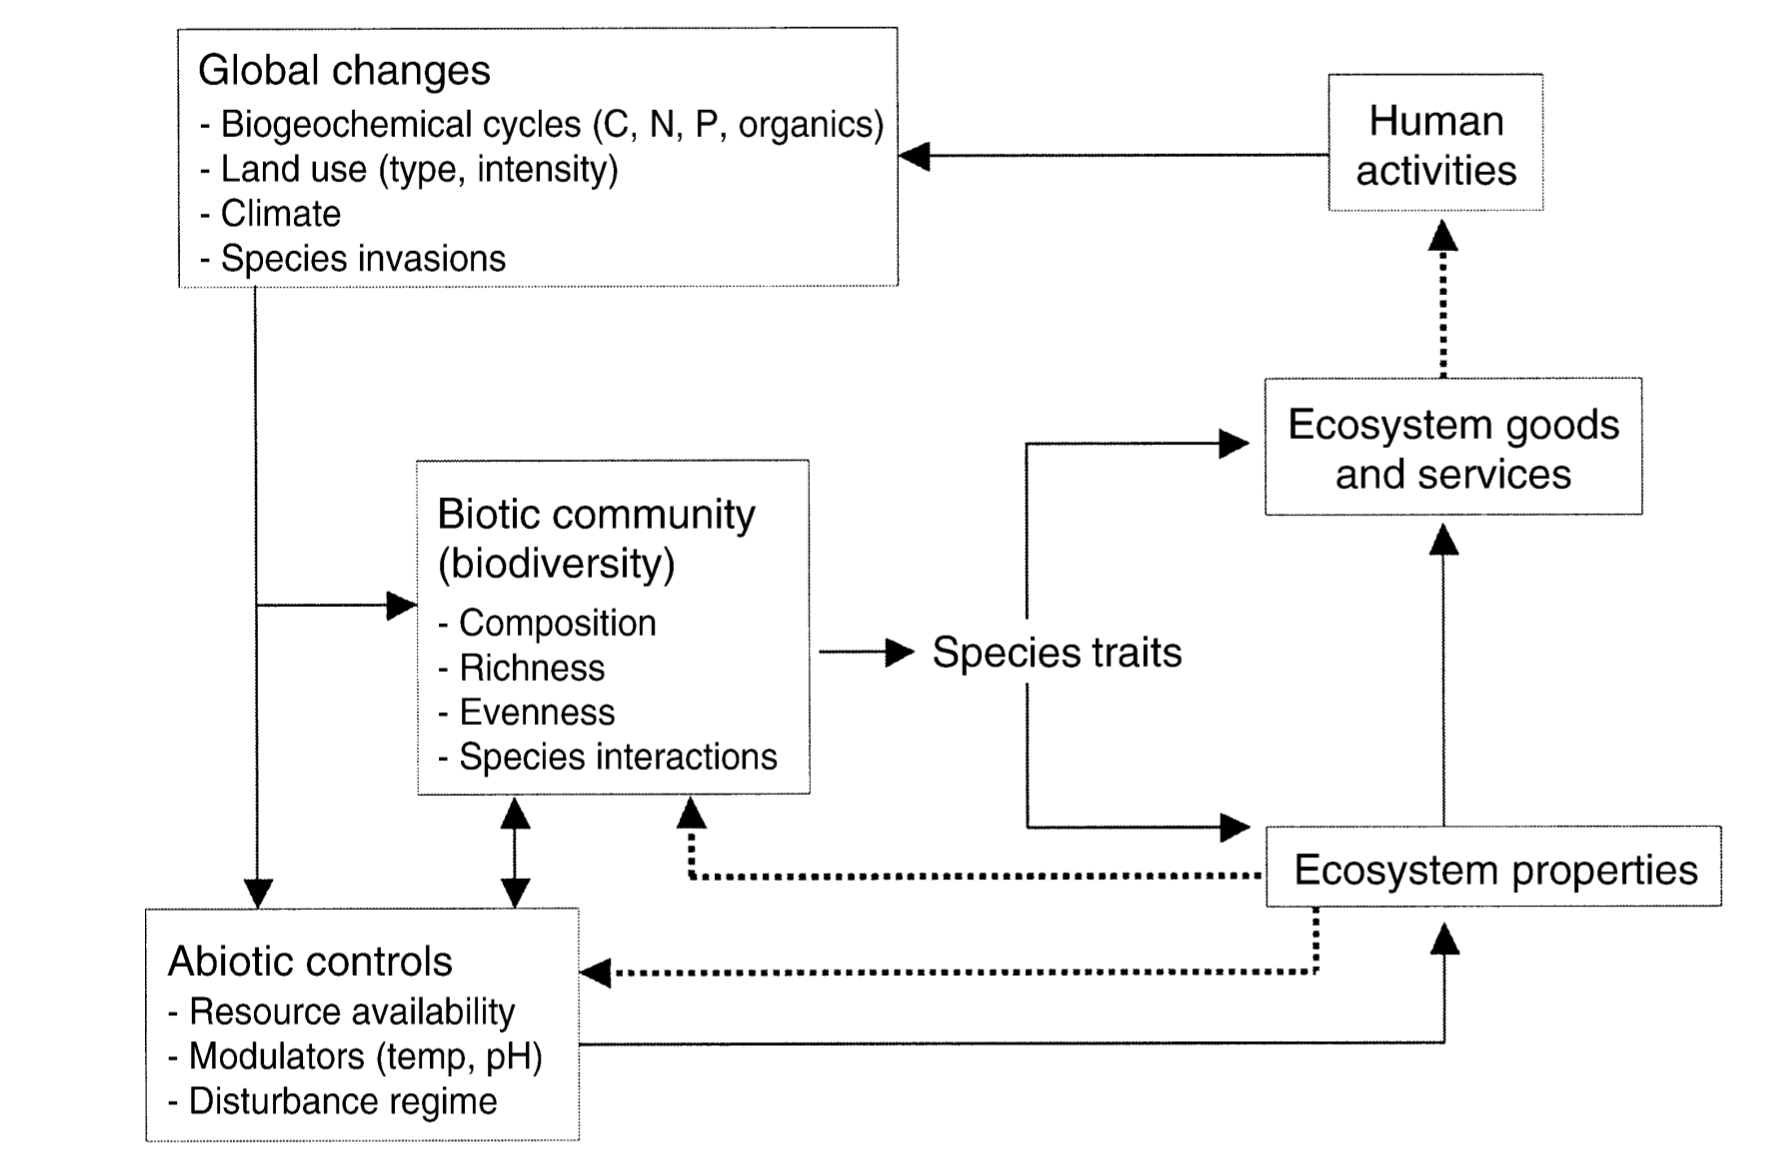 Global changes
- Biogeochemical cycles (C, N, P, organics)
- Land use (type, intensity)
- Climate
- Species invasions
Human
activities
Ecosystem goods
and services
Biotic community
(biodiversity)
- Composition
- Richness
- Evenness
- Species interactions
Species traits
Ecosystem properties
Abiotic controls
- Resource availability
- Modulators (temp, pH)
- Disturbance regime